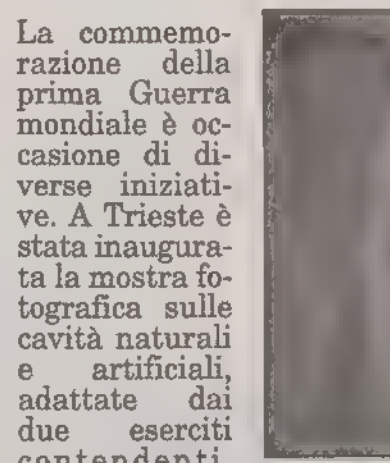 La commemo-
razione della
prima Guerra
mondiale è oc-
casione di di-
verse iniziati-
ve. A Trieste è
stata inaugura-
ta la mostra fo-
tografica sulle
cavità naturali
e artificiali,
adattate dai
due eserciti
contendenti